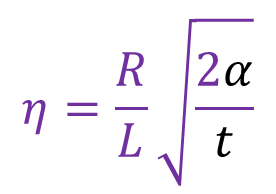 η = R/L √(2α/t)